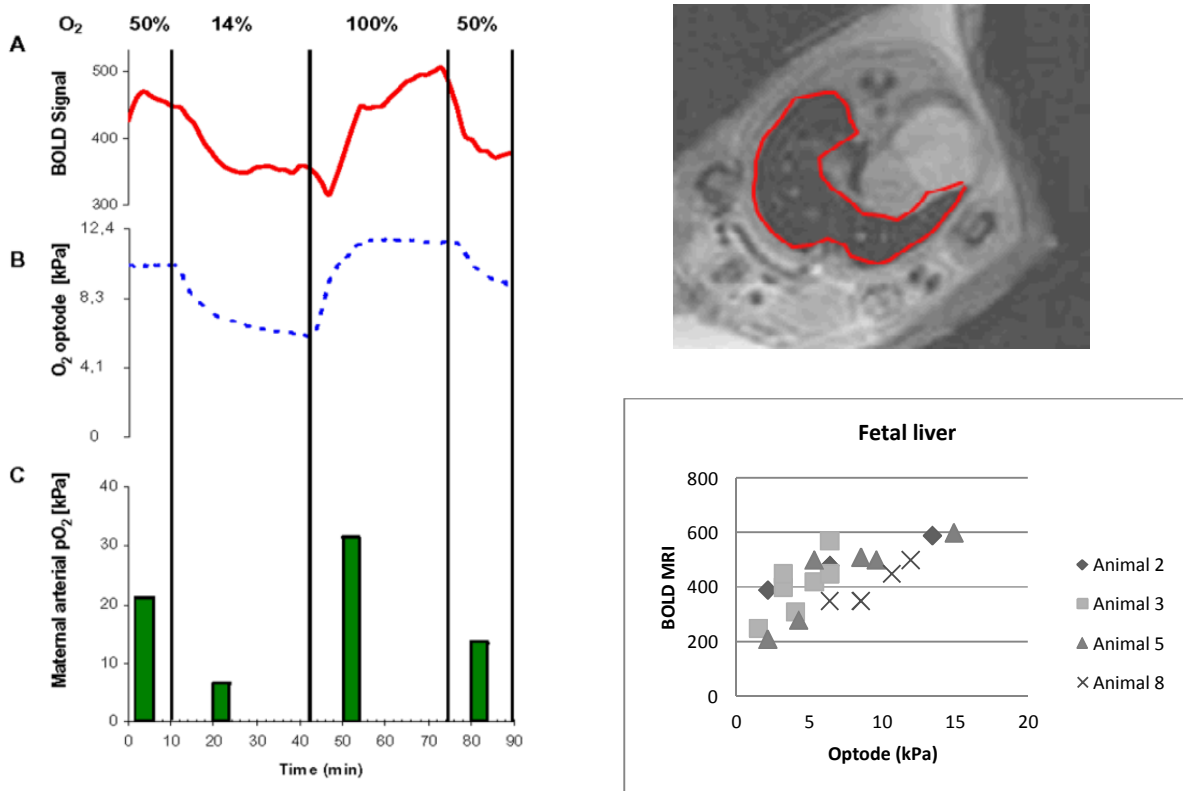 O2 50% 14% 100% 50%
A
BOLD Signal
500
400
300
B
O2 optode [kPa]
12,4
8,3
4,1
0
C
Maternal arterial pO2 [kPa]
40
30
20
10
0
0 10 20 30 40 50 60 70 80 90
Time (min)
Fetal liver
BOLD MRI
800
600
400
200
0
0 5 10 15 20
Optode (kPa)
Animal 2
Animal 3
Animal 5
Animal 8